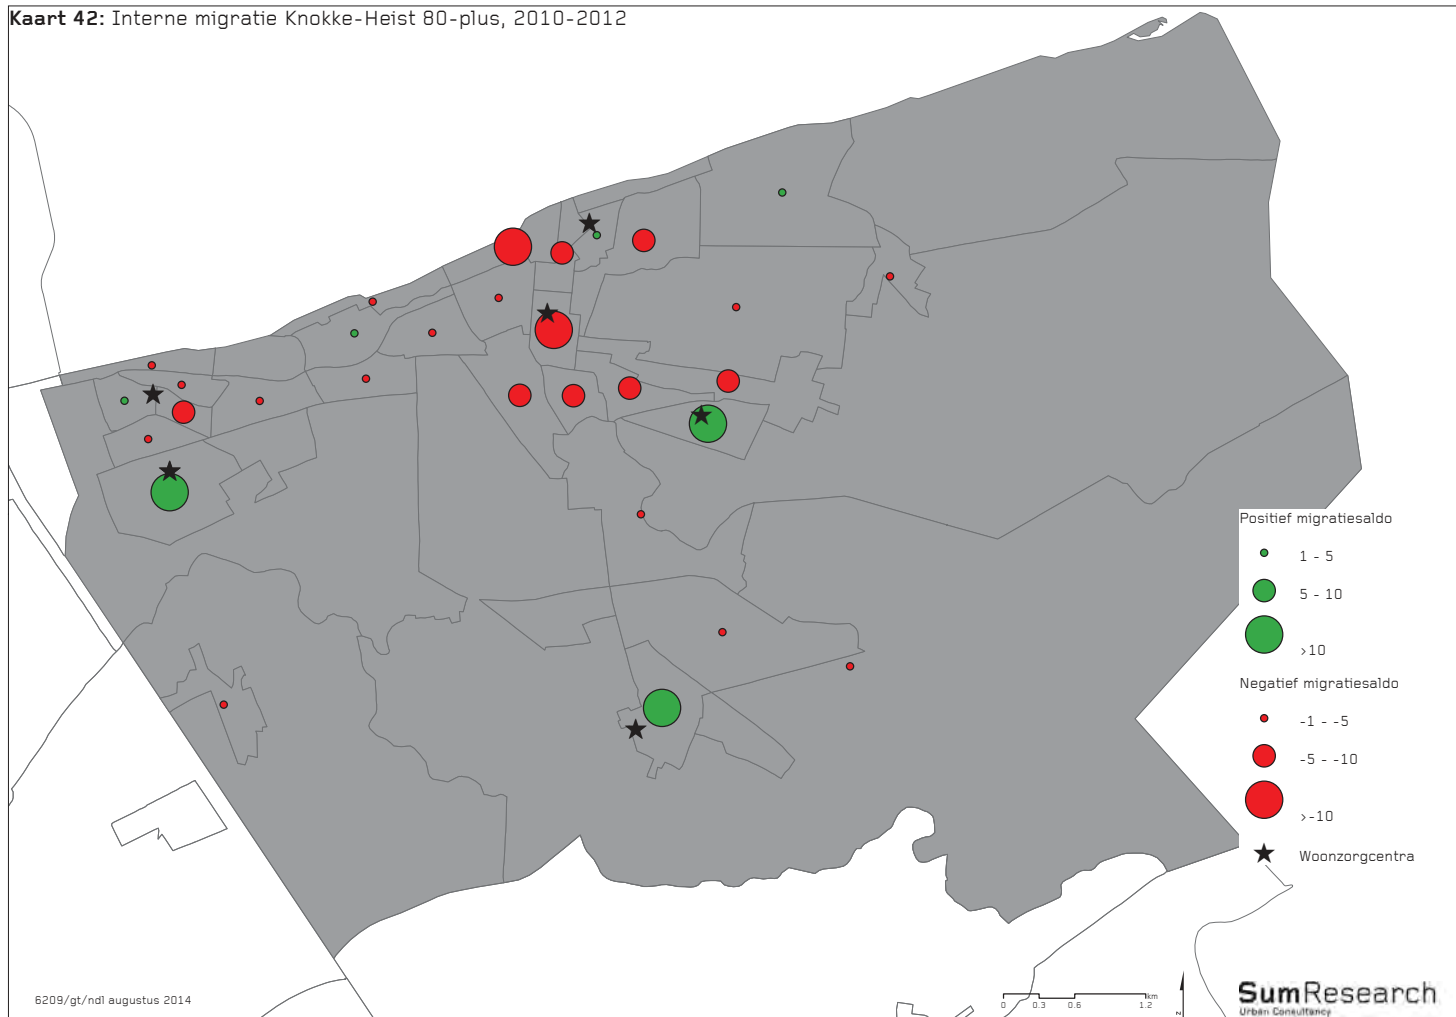 Kaart 42: Interne migratie Knokke-Heist 80-plus, 2010-2012
Positief migratiesaldo
1 - 5
5 - 10
>10
Negatief migratiesaldo
-1 - -5
-5 - -10
>-10
Woonzorgcentra
6209/gt/ndl augustus 2014
km
0 0.3 0.6 1.2
z
SumResearch
Urban Consultancy